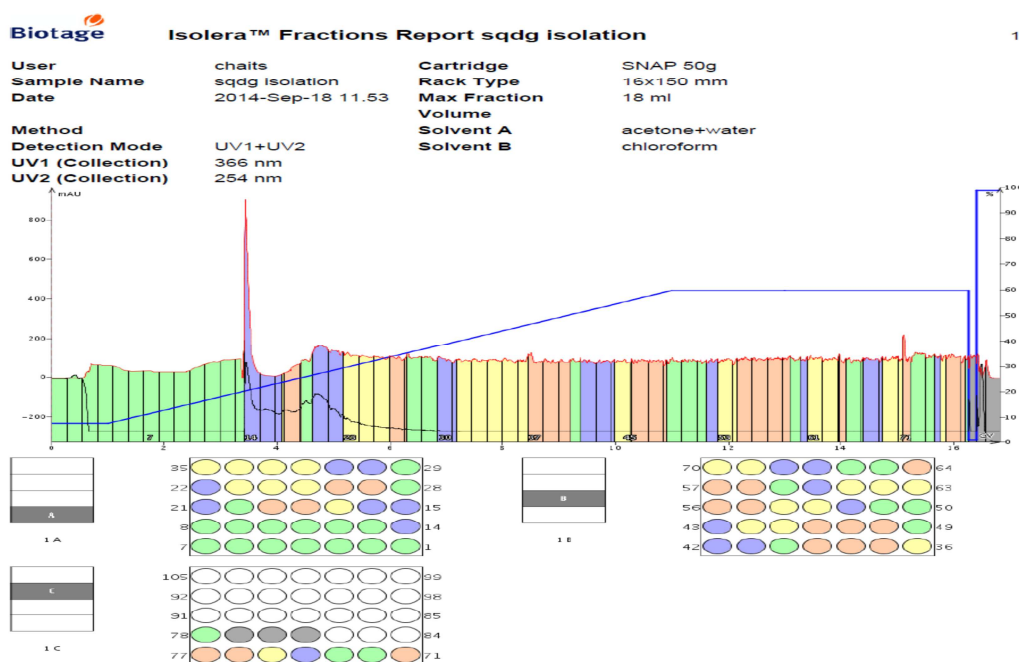 Biotage Isolera™ Fractions Report sqdg isolation 1
User chaits Cartridge SNAP 50g
Sample Name sqdg isolation Rack Type 16x150 mm
Date 2014-Sep-18 11.53 Max Fraction 18 ml
Volume
Method Solvent A acetone+water
Detection Mode UV1+UV2 Solvent B chloroform
UV1 (Collection) 366 nm
UV2 (Collection) 254 nm
mAU % 100
90
800 80
70
600 60
50
400 40
200 30
20
0
-200 10
7 14 CV 0
0 2 4 6 8 10 12 14 16
35 29 70 64
22 28 57 63
A 21 15 B 56 50
8 14 43 49
1 A 7 1 42 36
105 99
C 92 98
91 85
78 84
1 C 77 71